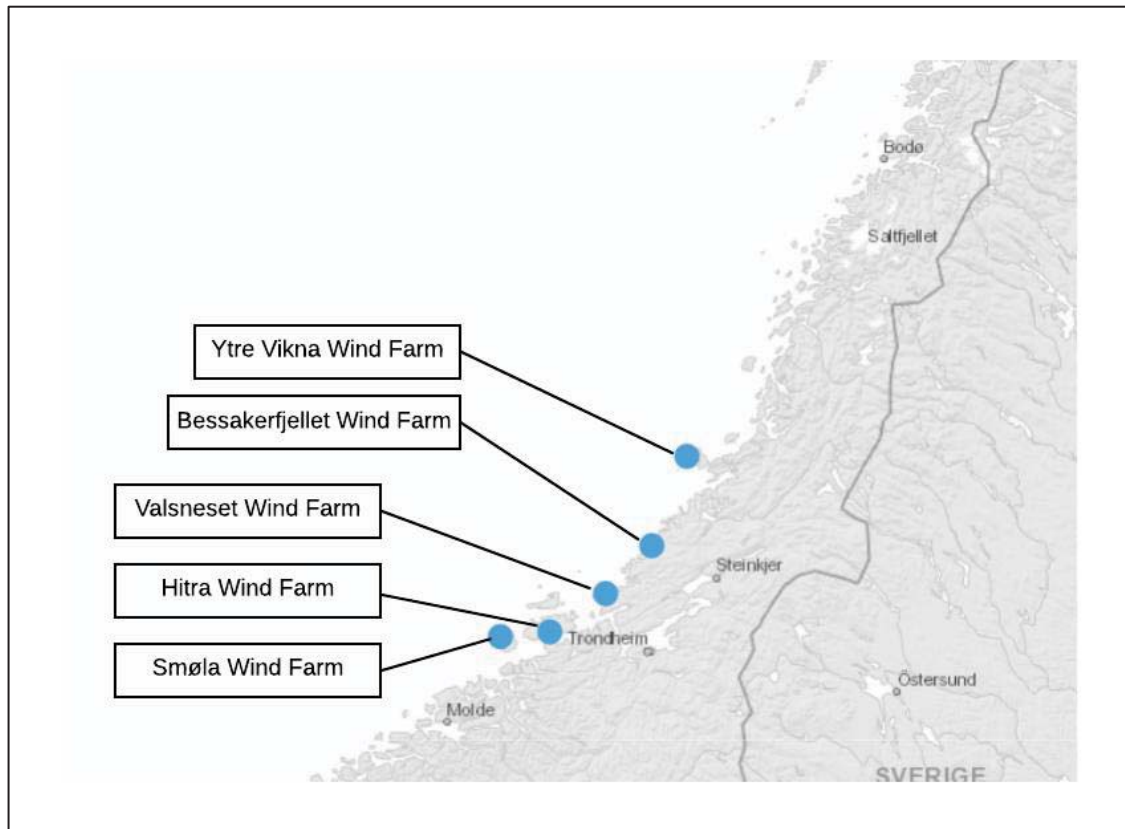 Bodø
Saltfjellet
Ytre Vikna Wind Farm
Bessakerfjellet Wind Farm
Valsneset Wind Farm
Steinkjer
Hitra Wind Farm
Trondheim
Smøla Wind Farm
Östersund
Molde
SVERIGE